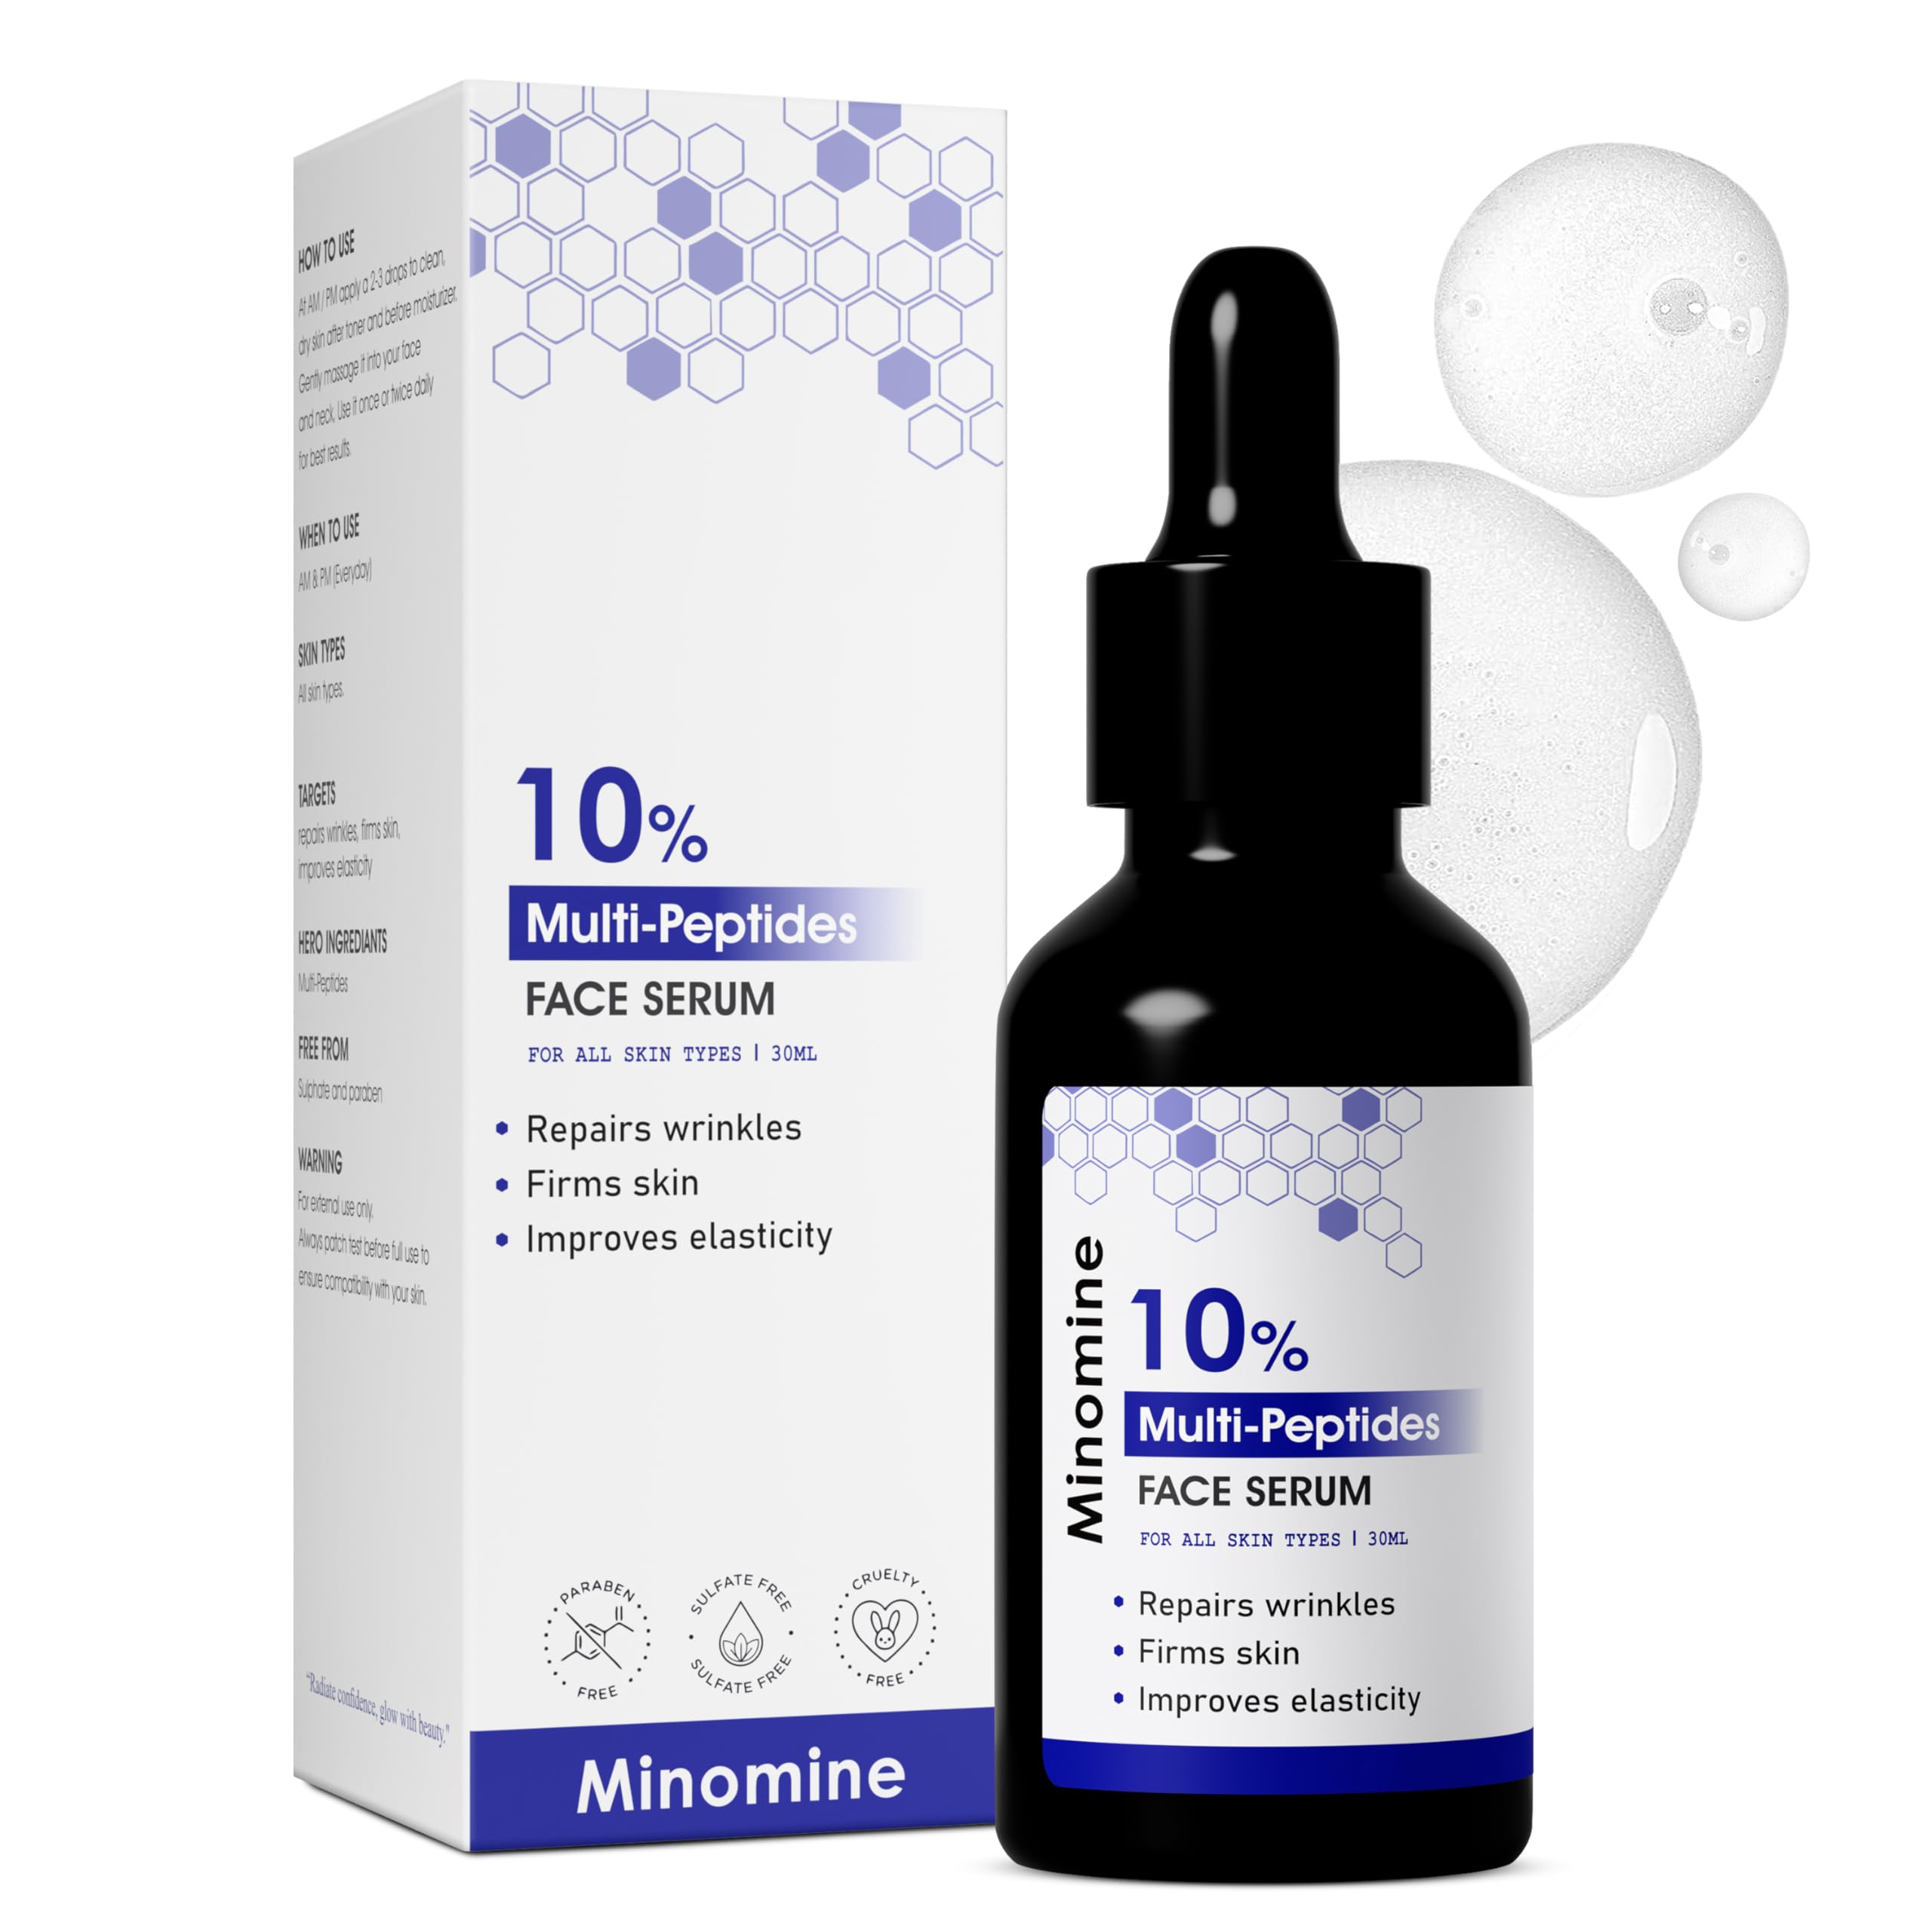 HOW TO USE
At AM / PM apply a 2-3 drops to clean,
dry skin after toner and before moisturizer.
Gently massage it into your face
and neck. Use it once or twice daily
for best results.
WHEN TO USE
AM & PM (Everyday)
SKIN TYPES
All skin types.
TARGETS
repairs wrinkles, firms skin,
improves elasticity
HERO INGREDIANTS
Multi-Peptides
FREE FROM
Sulphate and paraben
WARNING
For external use only.
Always patch test before full use to
ensure compatibility with your skin.
"Radiate confidence, glow with beauty."
10%
Multi-Peptides
FACE SERUM
FOR ALL SKIN TYPES | 30ML
Repairs wrinkles
Firms skin
Improves elasticity
PARABEN
FREE
SULFATE FREE
SULFATE FREE
CRUELTY
FREE
Minomine
Minomine
10%
Multi-Peptides
FACE SERUM
FOR ALL SKIN TYPES | 30ML
Repairs wrinkles
Firms skin
Improves elasticity